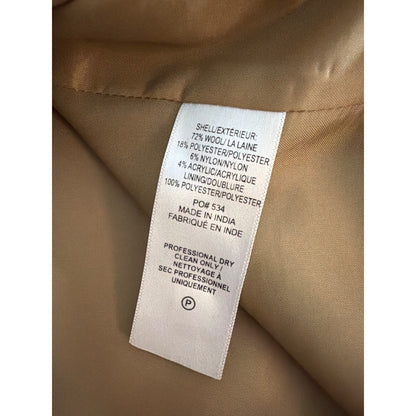 SHELL/EXTÉRIEUR:
72% WOOL/ LA LAINE
18% POLYESTER/POLYESTER
6% NYLON/NYLON
4% ACRYLIC/ACRYLIQUE
LINING/DOUBLURE
100% POLYESTER/POLYESTER
PO# 534
MADE IN INDIA
FABRIQUÉ EN INDE
PROFESSIONAL DRY
CLEAN ONLY /
NETTOYAGE À
SEC PROFESSIONNEL
UNIQUEMENT
P